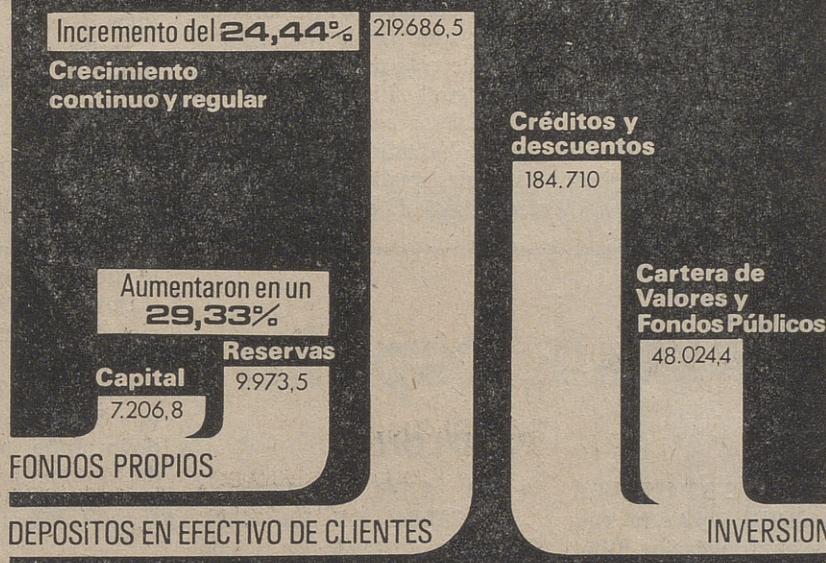 Incremento del 24,44%
219.686,5
Crecimiento
continuo y regular
Créditos y
descuentos
184.710
Aumentaron en un
29,33%
Cartera de
Valores y
Fondos Públicos
48.024,4
Reservas
9.973,5
Capital
7.206,8
FONDOS PROPIOS
DEPOSITOS EN EFECTIVO DE CLIENTES
INVERSION